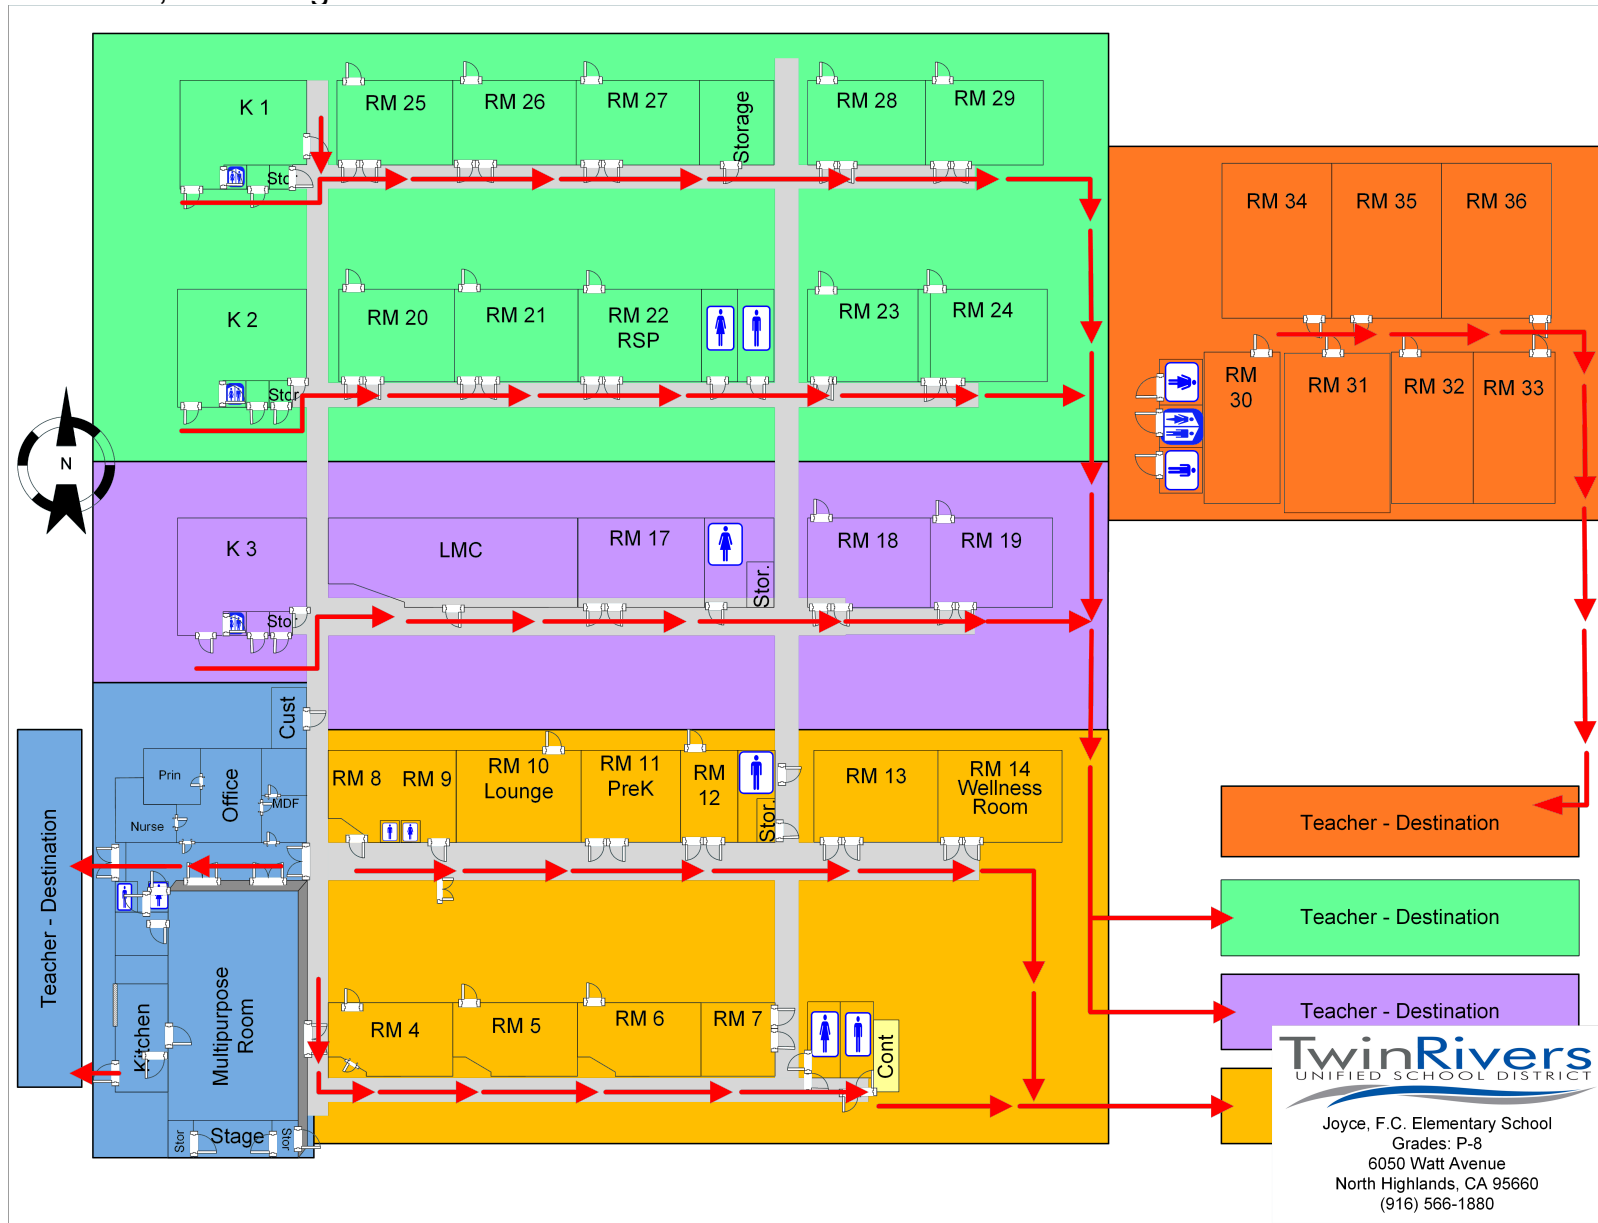 K 1
RM 25
RM 26
RM 27
Storage
RM 28
RM 29
Stor
RM 34
RM 35
RM 36
K 2
RM 20
RM 21
RM 22
RSP
RM 23
RM 24
Stor
RM
30
RM 31
RM 32
RM 33
N
K 3
LMC
RM 17
Stor.
RM 18
RM 19
Stor
Cust
Prin
Office
MDF
Nurse
RM 8
RM 9
RM 10
Lounge
RM 11
PreK
RM
12
Stor.
RM 13
RM 14
Wellness
Room
Teacher - Destination
Teacher - Destination
Teacher - Destination
Teacher - Destination
Kitchen
Multipurpose
Room
RM 4
RM 5
RM 6
RM 7
Cont
Stor
Stage
Stor
TwinRivers
UNIFIED SCHOOL DISTRICT
Joyce, F.C. Elementary School
Grades: P-8
6050 Watt Avenue
North Highlands, CA 95660
(916) 566-1880